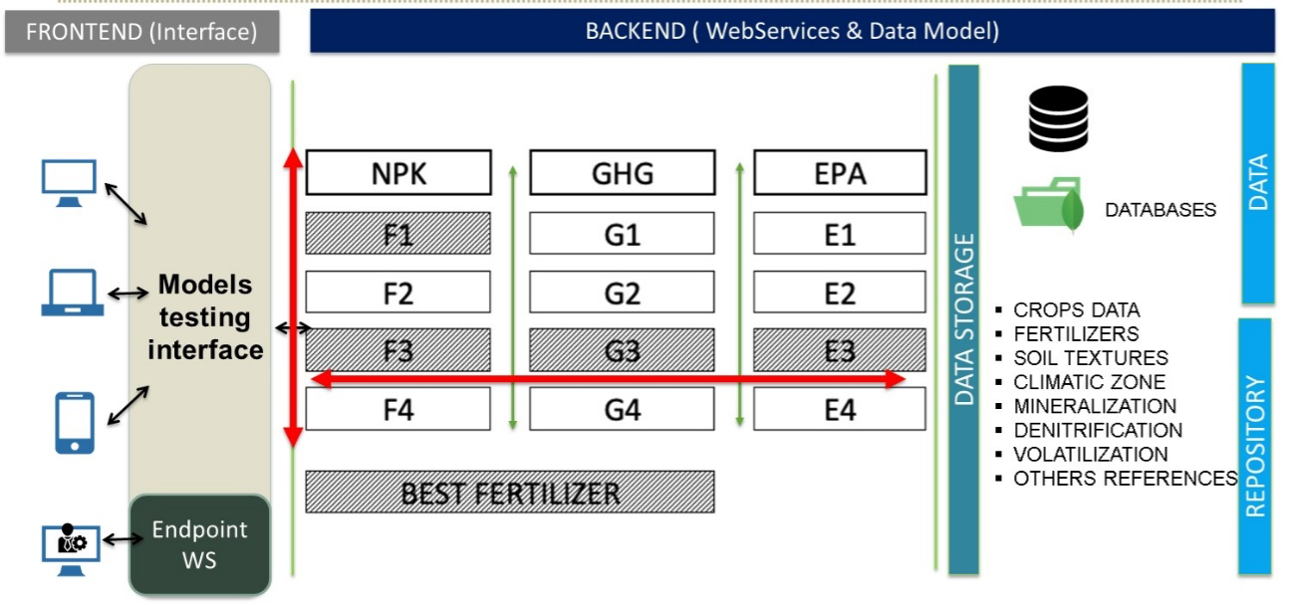 FRONTEND (Interface)
BACKEND ( WebServices & Data Model)
Models
testing
interface
Endpoint
WS
NPK
GHG
EPA
F1
G1
E1
F2
G2
E2
F3
G3
E3
F4
G4
E4
BEST FERTILIZER
DATA STORAGE
DATABASES
▪ CROPS DATA
▪ FERTILIZERS
▪ SOIL TEXTURES
▪ CLIMATIC ZONE
▪ MINERALIZATION
▪ DENITRIFICATION
▪ VOLATILIZATION
▪ OTHERS REFERENCES
DATA
REPOSITORY